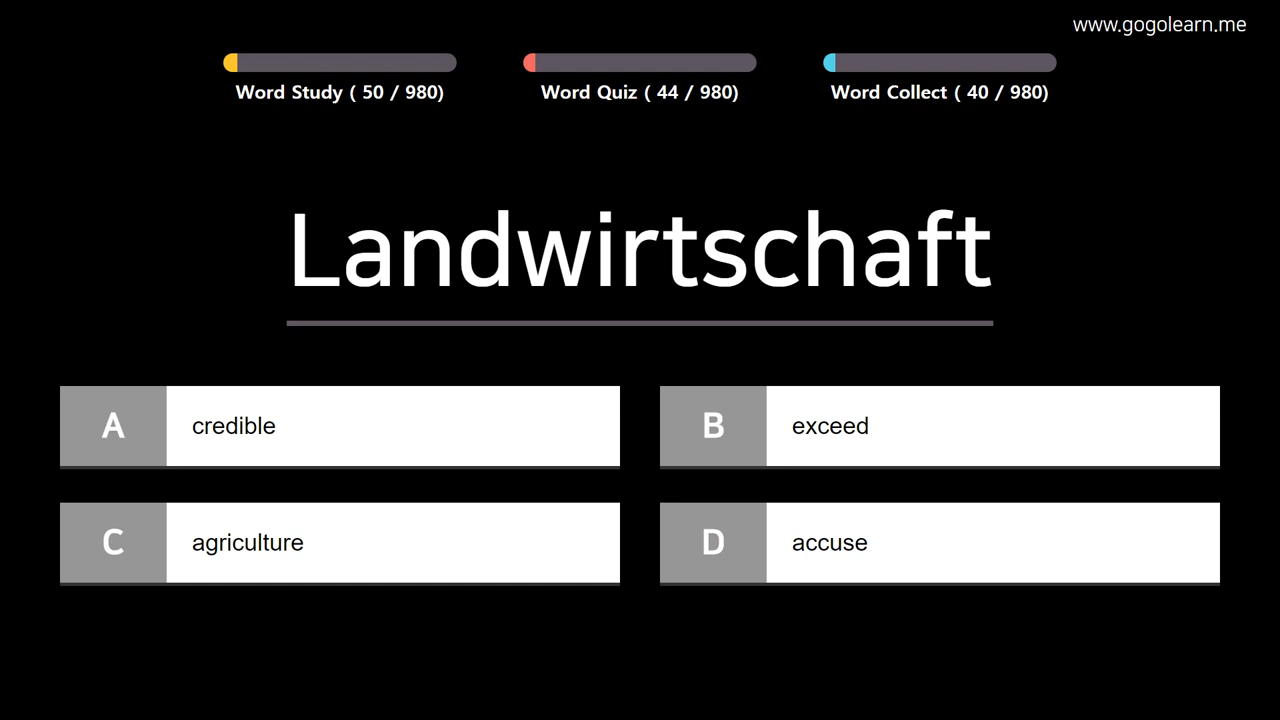 www.gogolearn.me
Word Study ( 50 / 980)
Word Quiz ( 44 / 980)
Word Collect ( 40 / 980)
Landwirtschaft
A credible
B exceed
C agriculture
D accuse